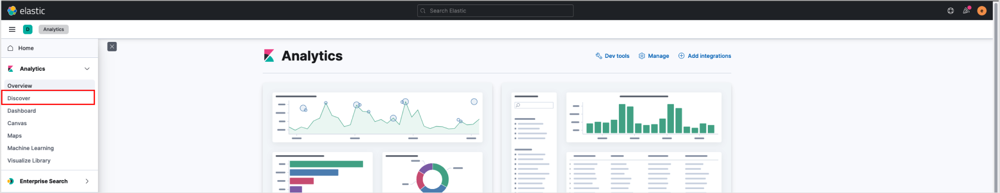 elastic
Search Elastic
e
D
Analytics
Home
Analytics
Overview
Discover
Dashboard
Canvas
Maps
Machine Learning
Visualize Library
Enterprise Search
Analytics
Dev tools
Manage
Add integrations